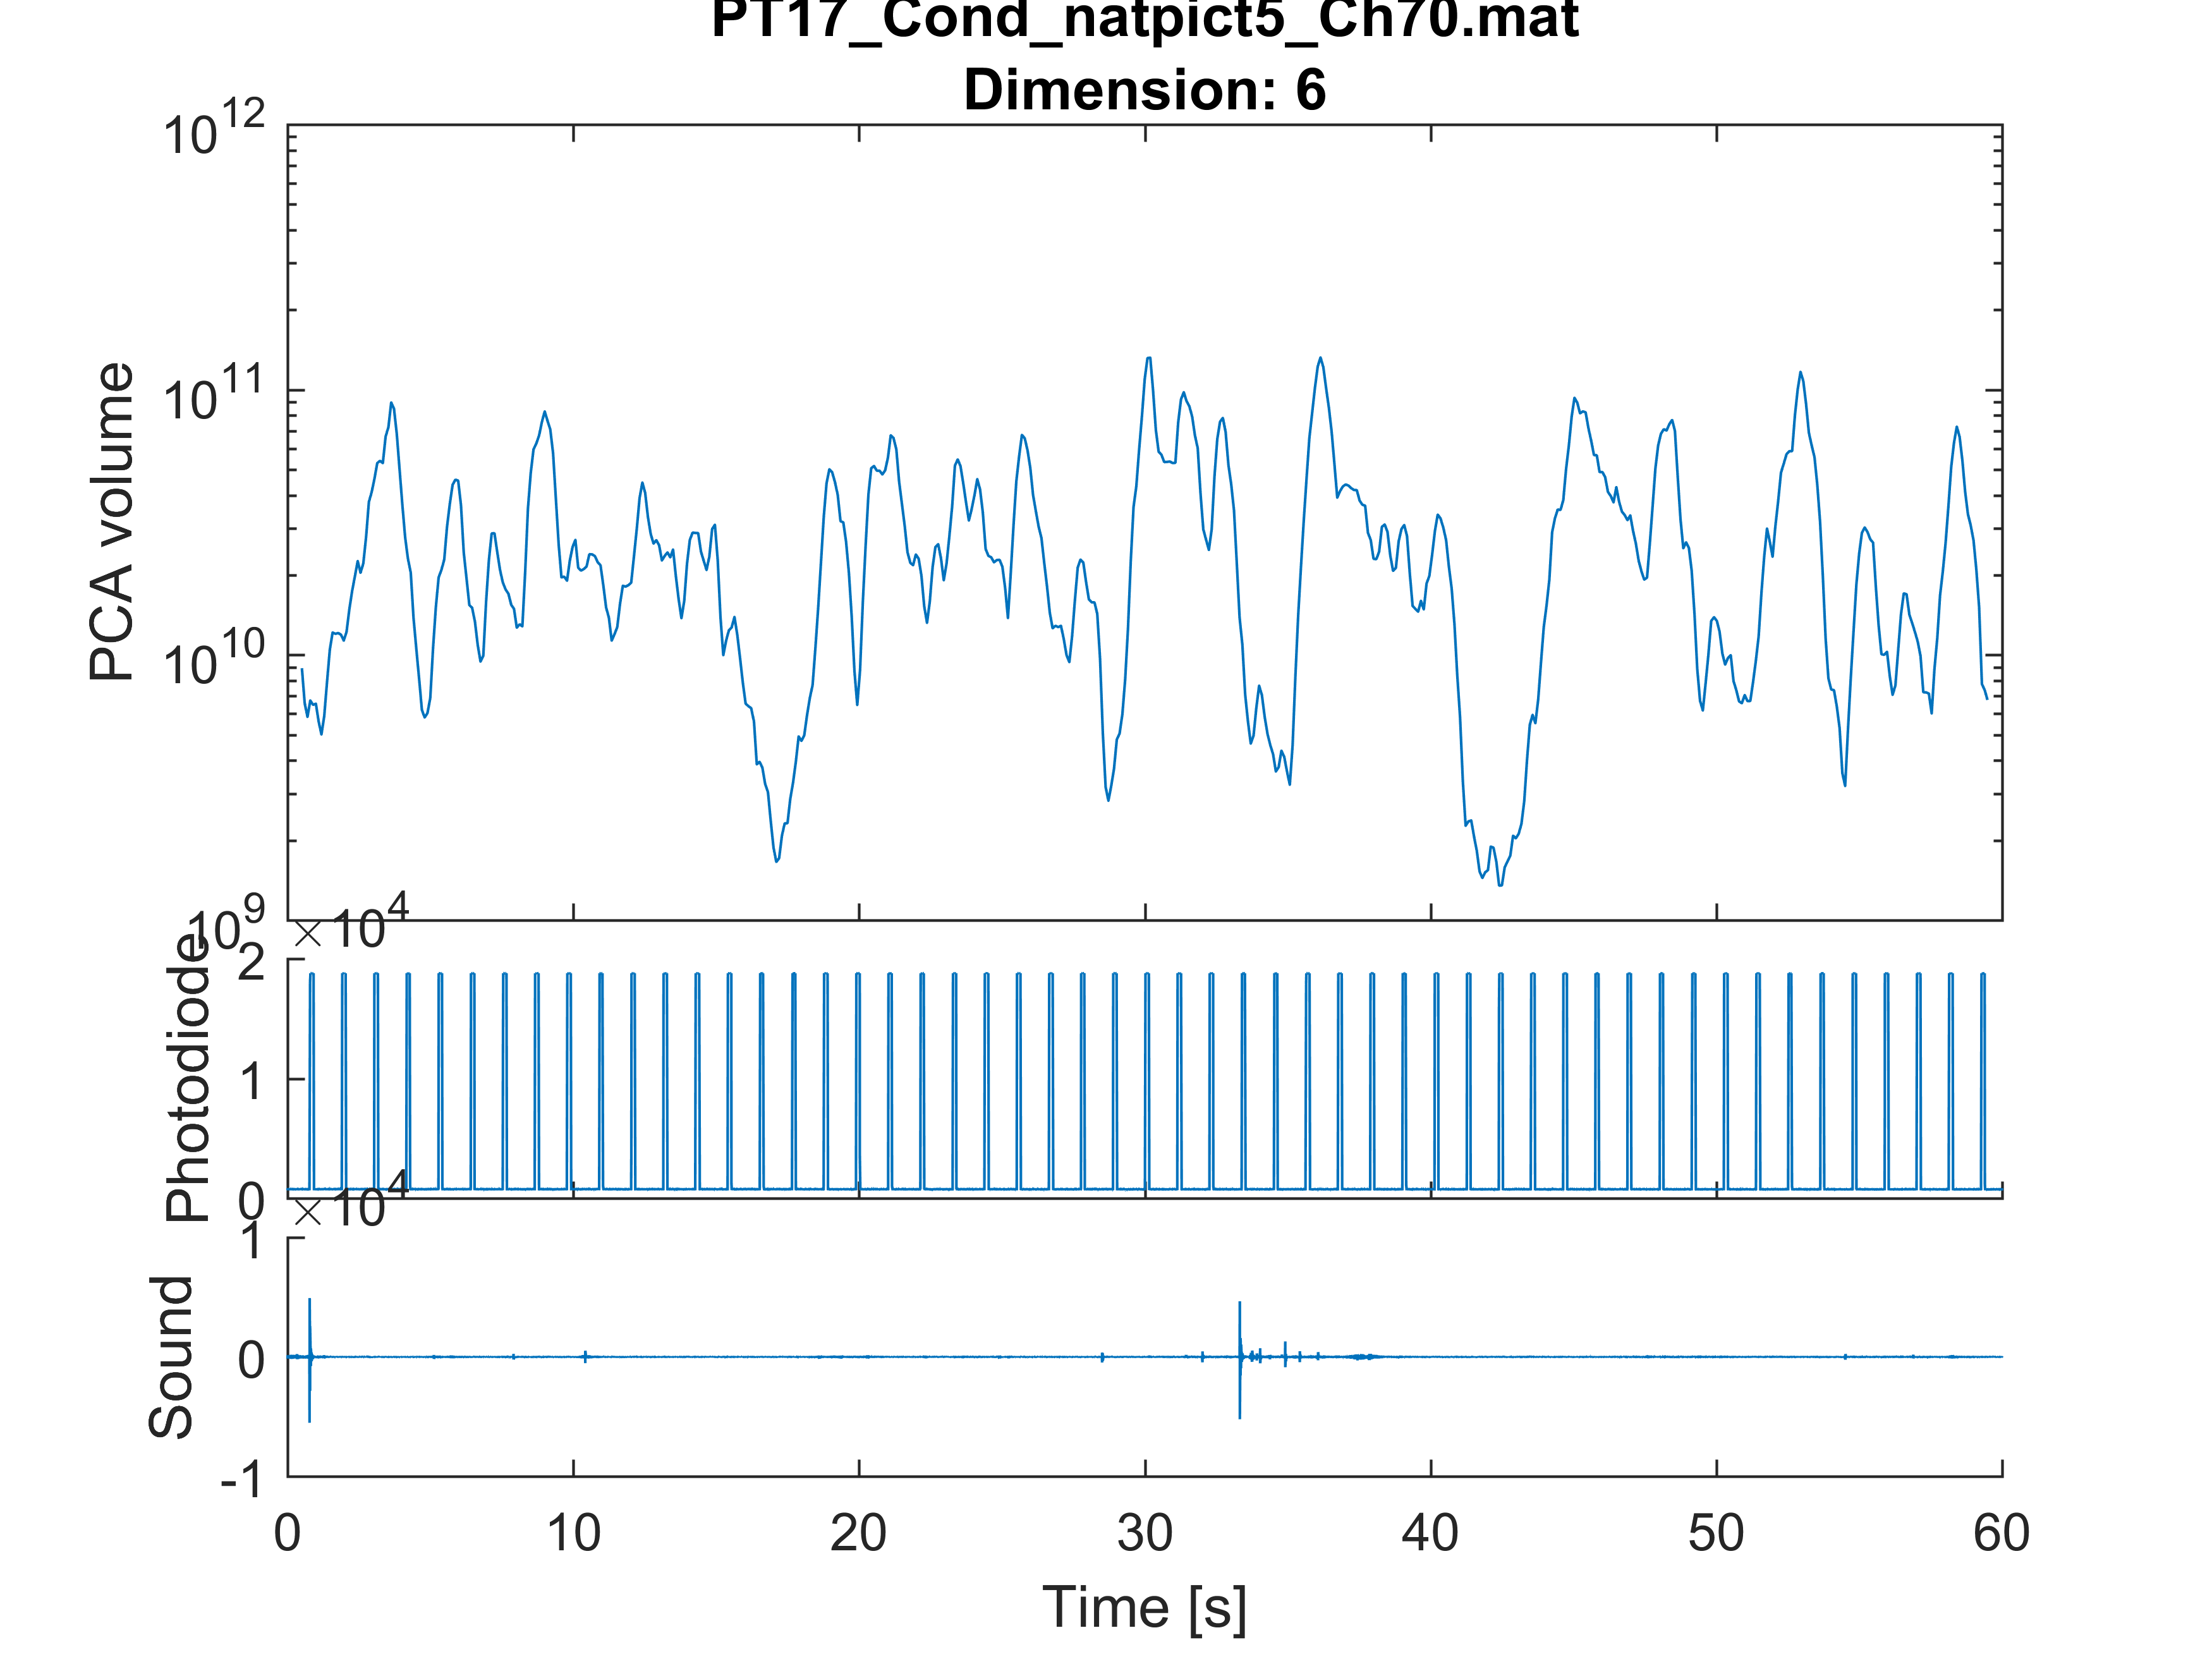 PT17_Cond_natpict5_Ch70.mat
Dimension: 6
10^12
10^11
10^10
10^9
PCA volume
× 10^4
2
1
0
Photodiode
× 10^4
1
0
-1
Sound
0 10 20 30 40 50 60
Time [s]